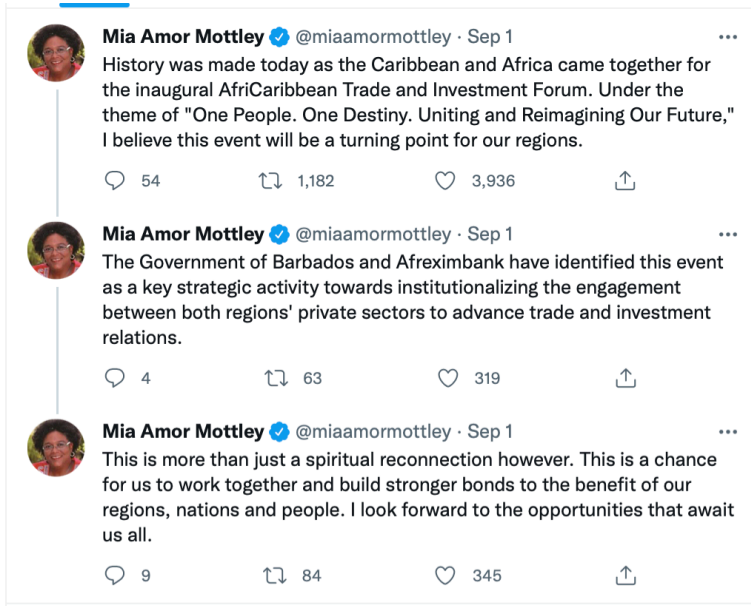 Mia Amor Mottley @miaamormottley · Sep 1
History was made today as the Caribbean and Africa came together for
the inaugural AfriCaribbean Trade and Investment Forum. Under the
theme of "One People. One Destiny. Uniting and Reimagining Our Future,"
I believe this event will be a turning point for our regions.
54 1,182 3,936
Mia Amor Mottley @miaamormottley · Sep 1
The Government of Barbados and Afreximbank have identified this event
as a key strategic activity towards institutionalizing the engagement
between both regions' private sectors to advance trade and investment
relations.
4 63 319
Mia Amor Mottley @miaamormottley · Sep 1
This is more than just a spiritual reconnection however. This is a chance
for us to work together and build stronger bonds to the benefit of our
regions, nations and people. I look forward to the opportunities that await
us all.
9 84 345